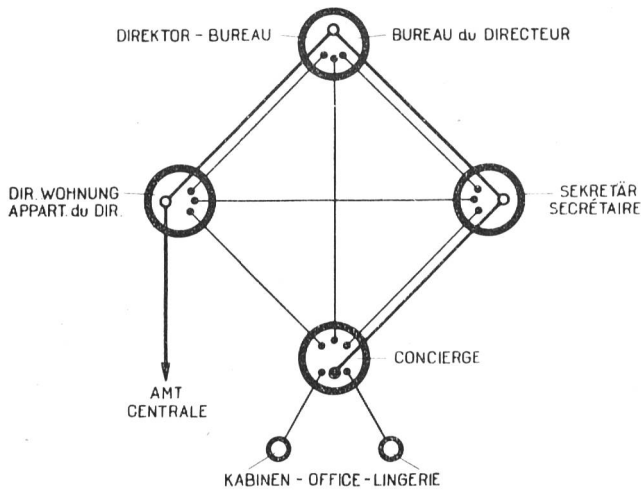 DIREKTOR - BUREAU
BUREAU du DIRECTEUR
DIR. WOHNUNG
APPART. du DIR.
SEKRETÄR
SECRÉTAIRE
CONCIERGE
AMT
CENTRALE
KABINEN - OFFICE - LINGERIE